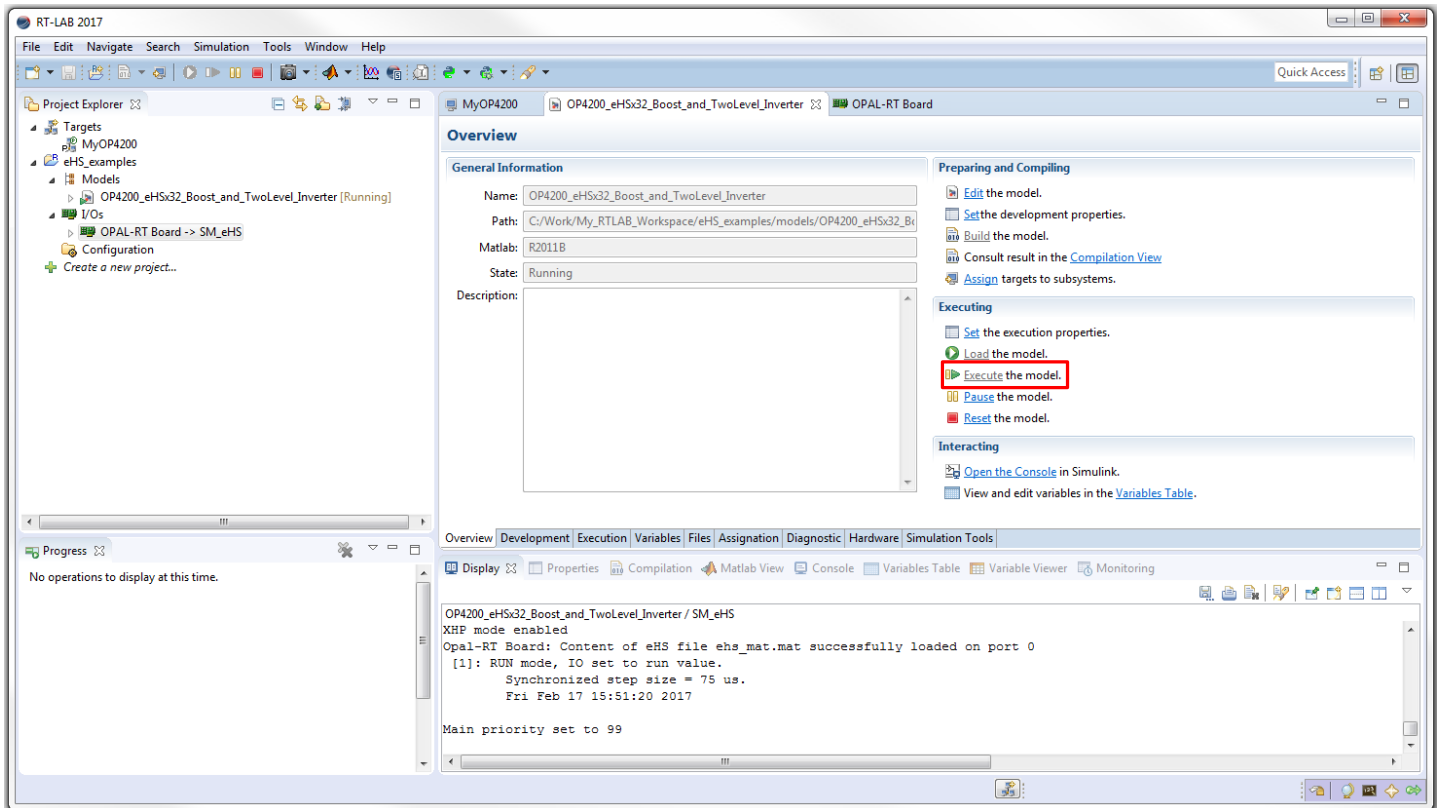 RT-LAB 2017
File Edit Navigate Search Simulation Tools Window Help
Quick Access
Project Explorer
Targets
MyOP4200
eHS_examples
Models
OP4200_eHSx32_Boost_and_TwoLevel_Inverter [Running]
I/Os
OPAL-RT Board -> SM_eHS
Configuration
Create a new project...
MyOP4200 OP4200_eHSx32_Boost_and_TwoLevel_Inverter OPAL-RT Board
Overview
General Information
Name: OP4200_eHSx32_Boost_and_TwoLevel_Inverter
Path: C:/Work/My_RTLAB_Workspace/eHS_examples/models/OP4200_eHSx32_Bo
Matlab: R2011B
State: Running
Description:
Preparing and Compiling
Edit the model.
Setthe development properties.
Build the model.
Consult result in the Compilation View
Assign targets to subsystems.
Executing
Set the execution properties.
Load the model.
Execute the model.
Pause the model.
Reset the model.
Interacting
Open the Console in Simulink.
View and edit variables in the Variables Table.
Overview Development Execution Variables Files Assignation Diagnostic Hardware Simulation Tools
Progress
No operations to display at this time.
Display Properties Compilation Matlab View Console Variables Table Variable Viewer Monitoring
OP4200_eHSx32_Boost_and_TwoLevel_Inverter / SM_eHS
XHP mode enabled
Opal-RT Board: Content of eHS file ehs_mat.mat successfully loaded on port 0
[1]: RUN mode, IO set to run value.
Synchronized step size = 75 us.
Fri Feb 17 15:51:20 2017
Main priority set to 99